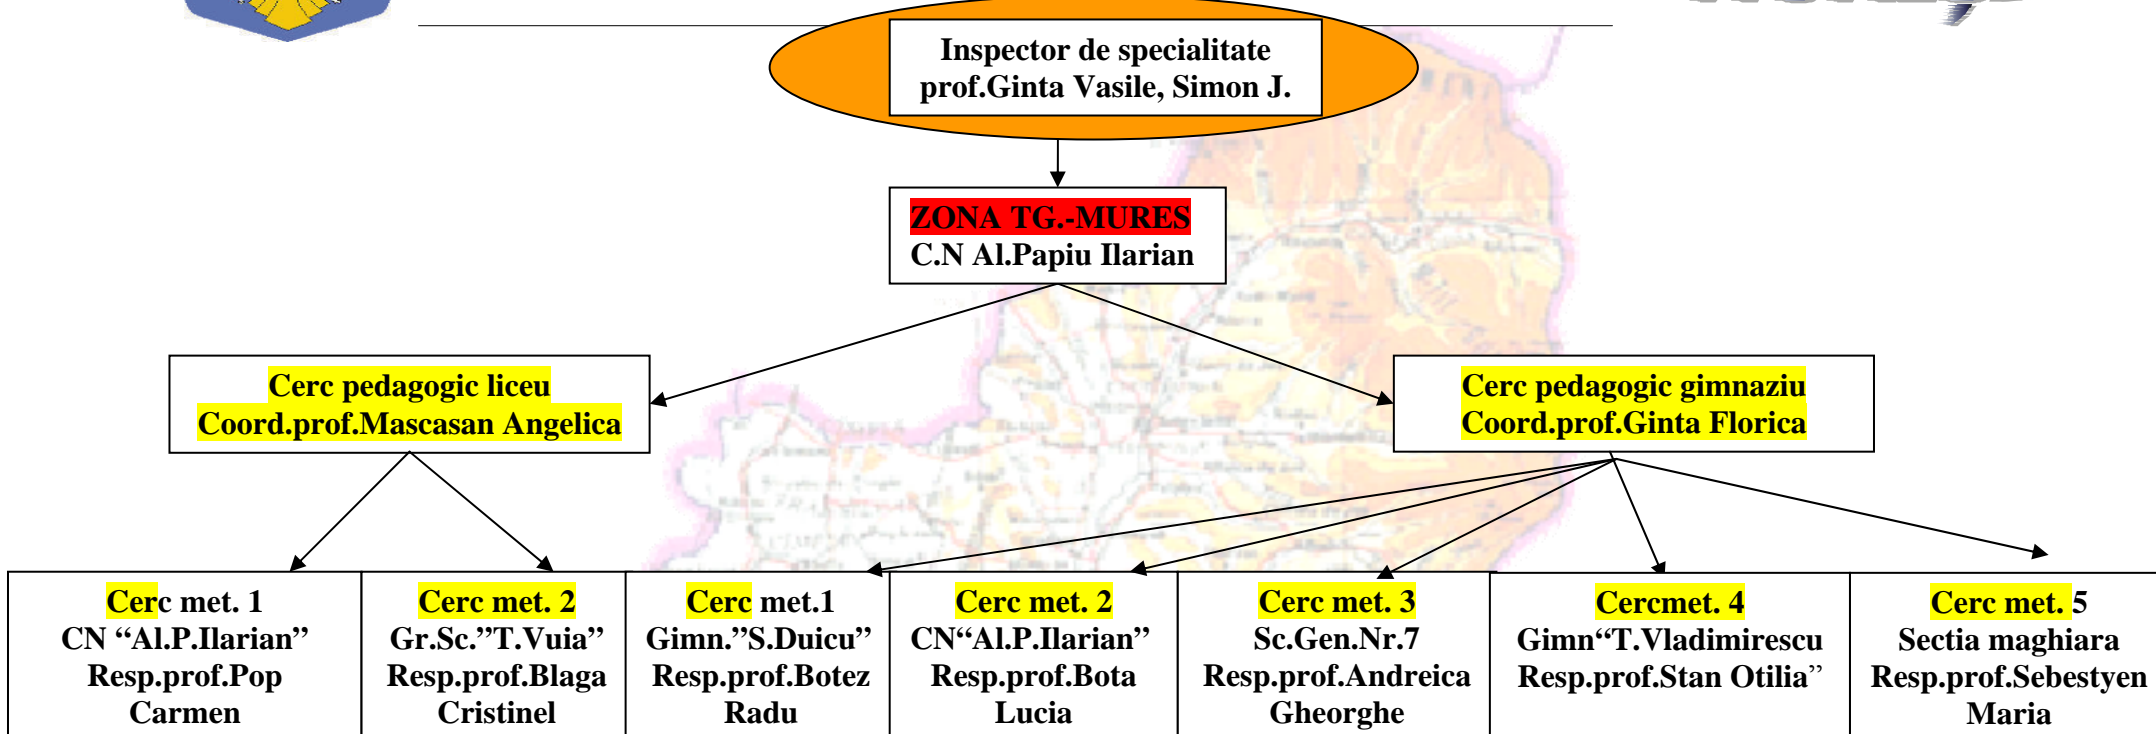 Inspector de specialitate
prof.Ginta Vasile, Simon J.
ZONA TG.-MURES
C.N Al.Papiu Ilarian
Cerc pedagogic liceu
Coord.prof.Mascasan Angelica
Cerc pedagogic gimnaziu
Coord.prof.Ginta Florica
Cerc met. 1
CN “Al.P.Ilarian”
Resp.prof.Pop
Carmen
Cerc met. 2
Gr.Sc.”T.Vuia”
Resp.prof.Blaga
Cristinel
Cerc met.1
Gimn.”S.Duicu”
Resp.prof.Botez
Radu
Cerc met. 2
CN“Al.P.Ilarian”
Resp.prof.Bota
Lucia
Cerc met. 3
Sc.Gen.Nr.7
Resp.prof.Andreica
Gheorghe
Cercmet. 4
Gimn“T.Vladimirescu
Resp.prof.Stan Otilia”
Cerc met. 5
Sectia maghiara
Resp.prof.Sebestyen
Maria